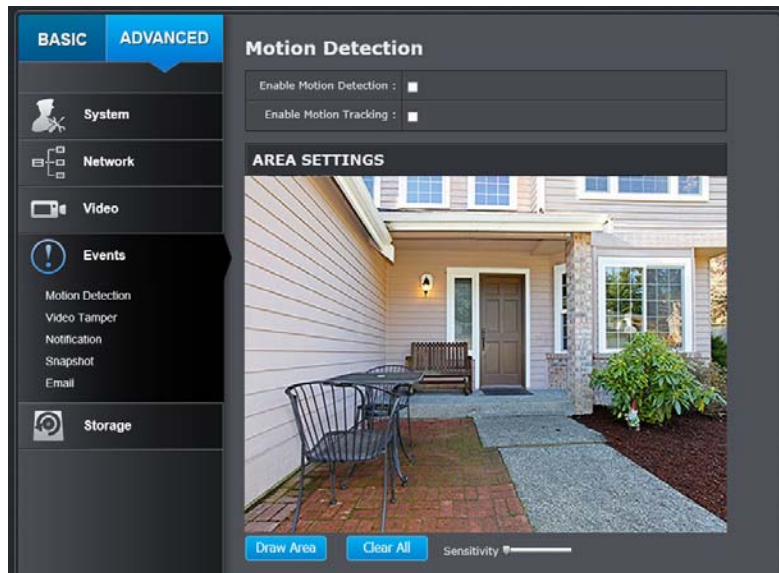 BASIC
ADVANCED
System
Network
Video
Events
Motion Detection
Video Tamper
Notification
Snapshot
Email
Storage
Motion Detection
Enable Motion Detection :
Enable Motion Tracking :
AREA SETTINGS
Draw Area
Clear All
Sensitivity